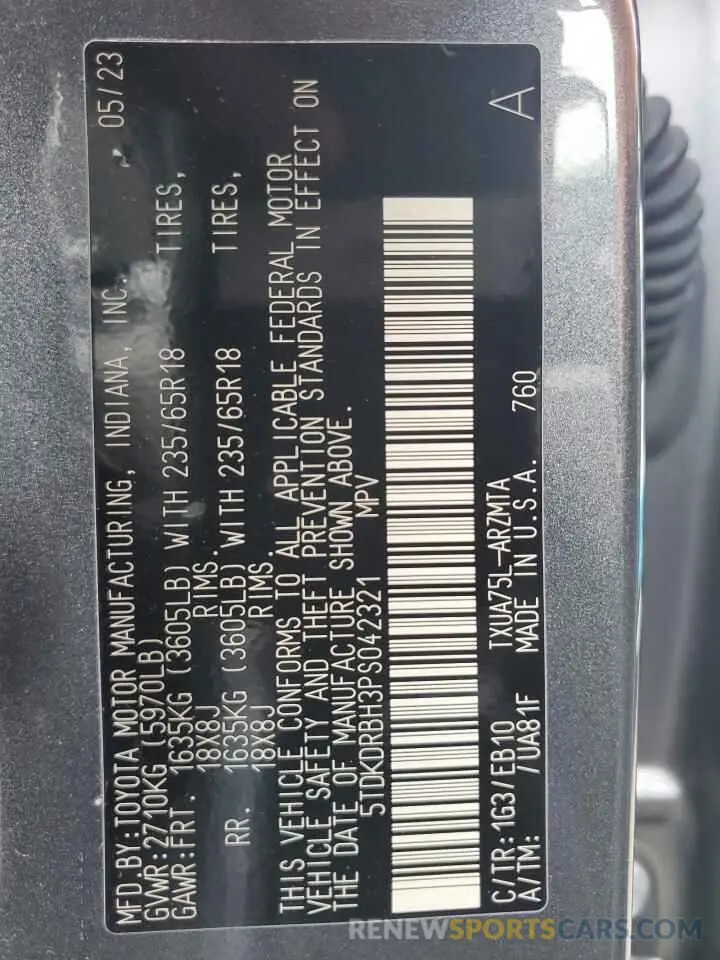 MFD.BY:TOYOTA MOTOR MANUFACTURING, INDIANA, INC. 05/23
GVWR:2710KG (5970LB)
GAWR:FRT. 1635KG (3605LB) WITH 235/65R18 TIRES,
18X8J RIMS.
RR. 1635KG (3605LB) WITH 235/65R18 TIRES,
18X8J RIMS
THIS VEHICLE CONFORMS TO ALL APPLICABLE FEDERAL MOTOR
VEHICLE SAFETY AND THEFT PREVENTION STANDARDS IN EFFECT ON
THE DATE OF MANUFACTURE SHOWN ABOVE.
5TDKDRBH3PS042321 MPV
C/TR:1G3/EB10 TXUA75L-ARZMTA A
A/TM: /UA81F MADE IN U.S.A. 760
RENEWSPORTSCARS.COM